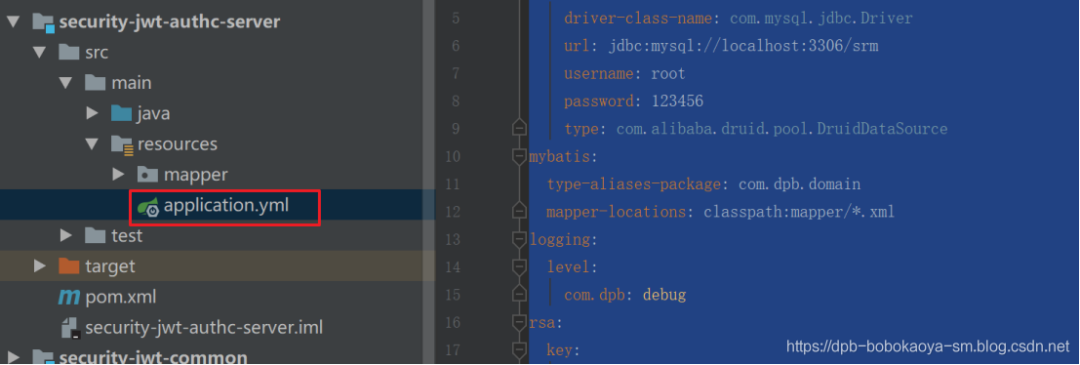 security-jwt-authc-server
src
main
java
resources
mapper
application.yml
test
target
pom.xml
security-jwt-authc-server.iml
security-jwt-common
5 driver-class-name: com.mysql.jdbc.Driver
6 url: jdbc:mysql://localhost:3306/srm
7 username: root
8 password: 123456
9 type: com.alibaba.druid.pool.DruidDataSource
10 mybatis:
11 type-aliases-package: com.dpb.domain
12 mapper-locations: classpath:mapper/*.xml
13 logging:
14 level:
15 com.dpb: debug
16 rsa:
17 key:
https://dpb-bobokaoya-sm.blog.csdn.net